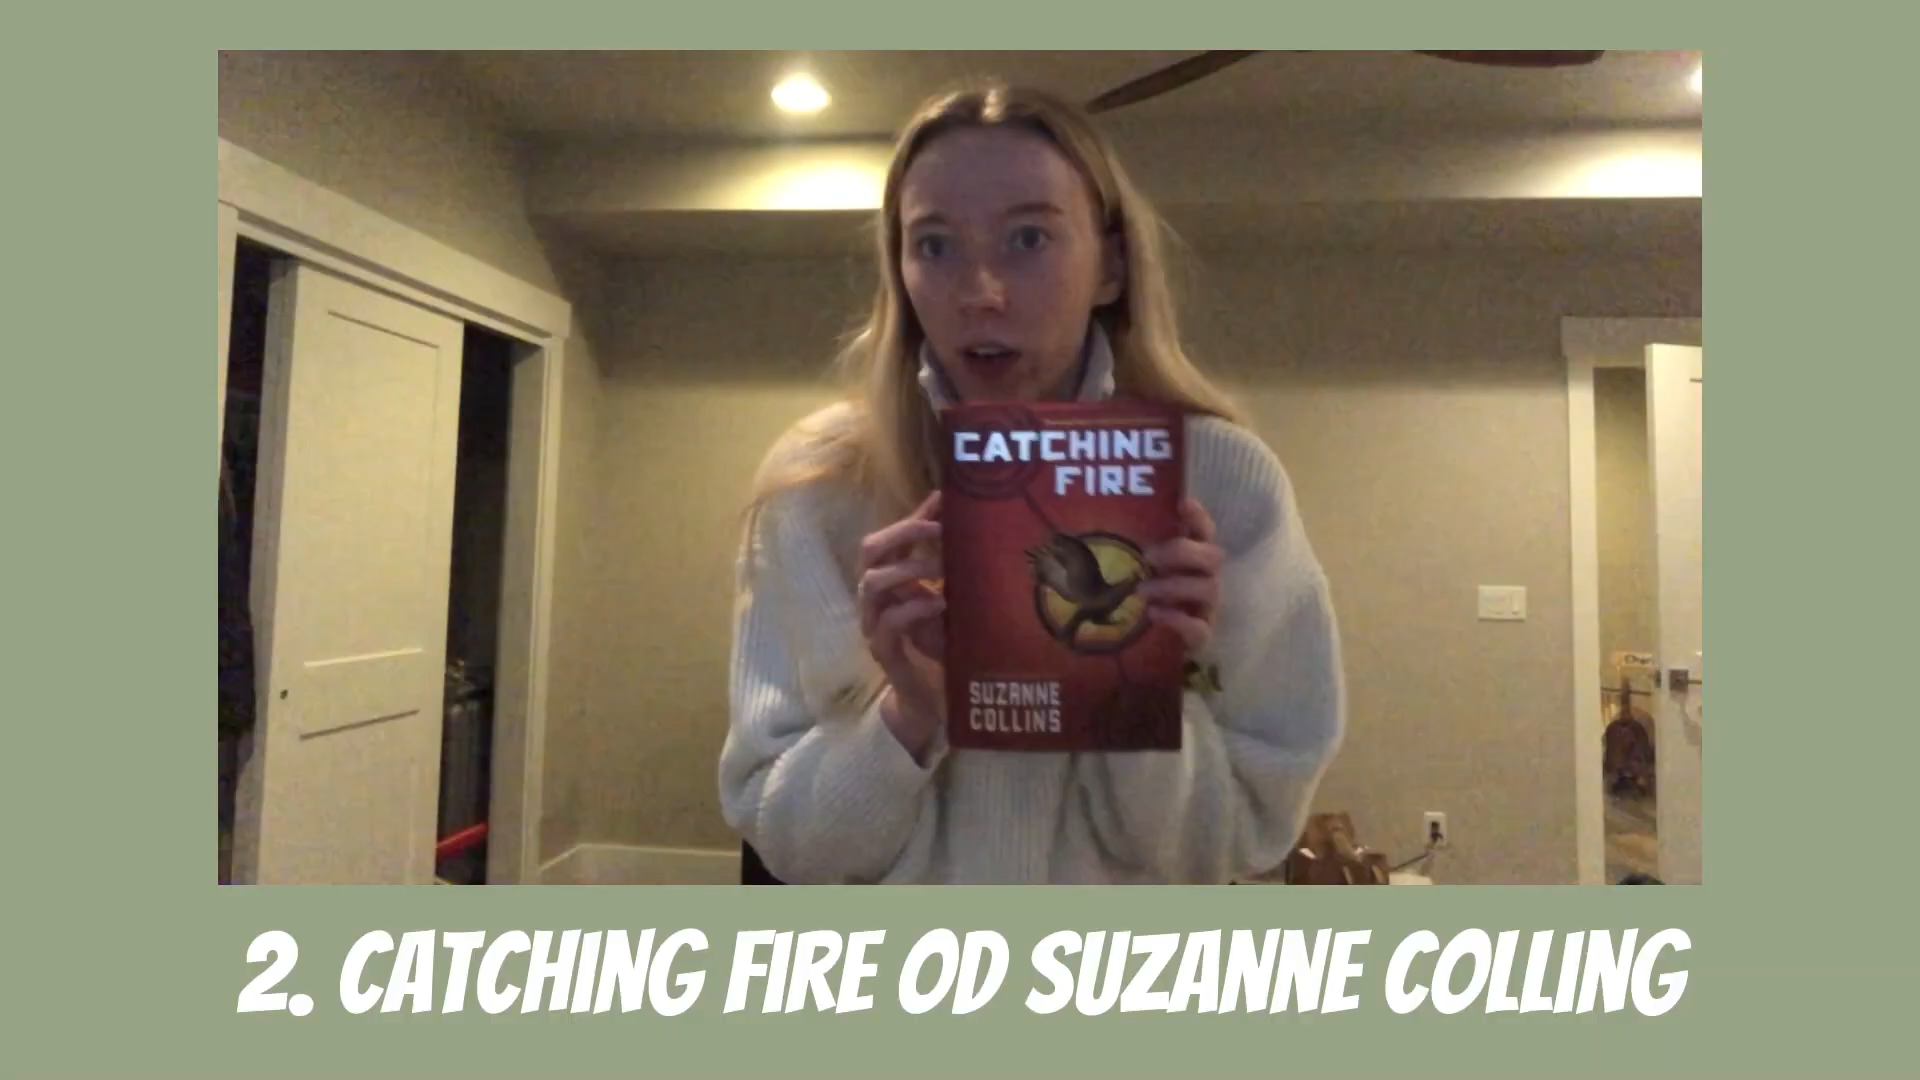 CATCHING
FIRE
SUZANNE
COLLINS
2. CATCHING FIRE OD SUZANNE COLLING